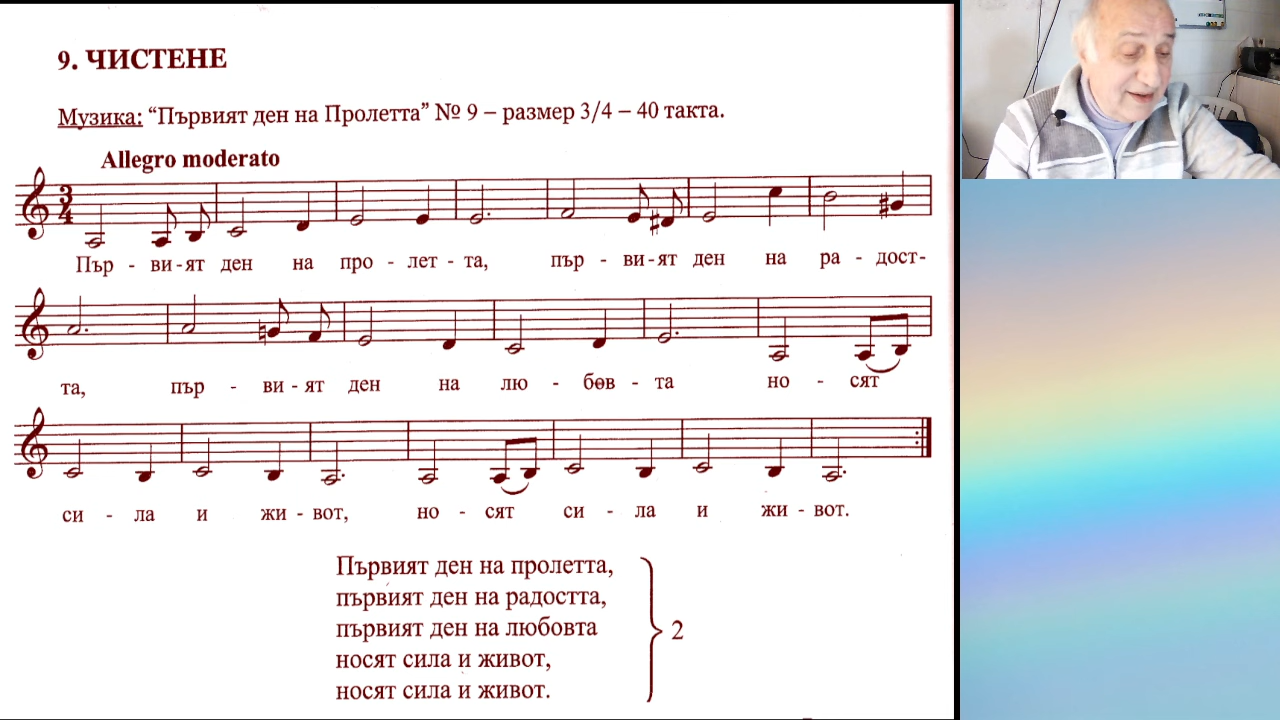 9. ЧИСТЕНЕ
Музика: “Първият ден на Пролетта” № 9 – размер 3/4 – 40 такта.
Allegro moderato
3
4
Пър - ви - ят ден на про - лет - та, пър - ви - ят ден на ра - дост-
та, пър - ви - ят ден на лю - бов - та но - сят
си - ла и жи - вот, но - сят си - ла и жи - вот.
Първият ден на пролетта,
първият ден на радостта,
първият ден на любовта
носят сила и живот,
носят сила и живот.
2